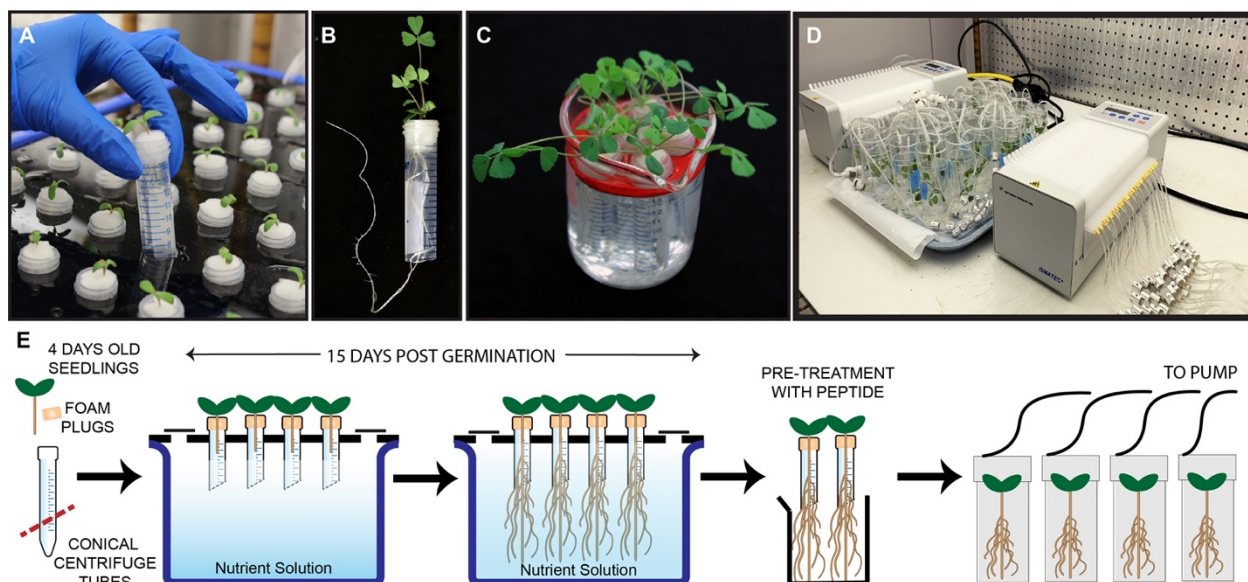 A
B
C
D
ISMATEC
E
4 DAYS OLD
SEEDLINGS
FOAM
PLUGS
CONICAL
CENTRIFUGE
TUBES
15 DAYS POST GERMINATION
Nutrient Solution
Nutrient Solution
PRE-TREATMENT
WITH PEPTIDE
TO PUMP